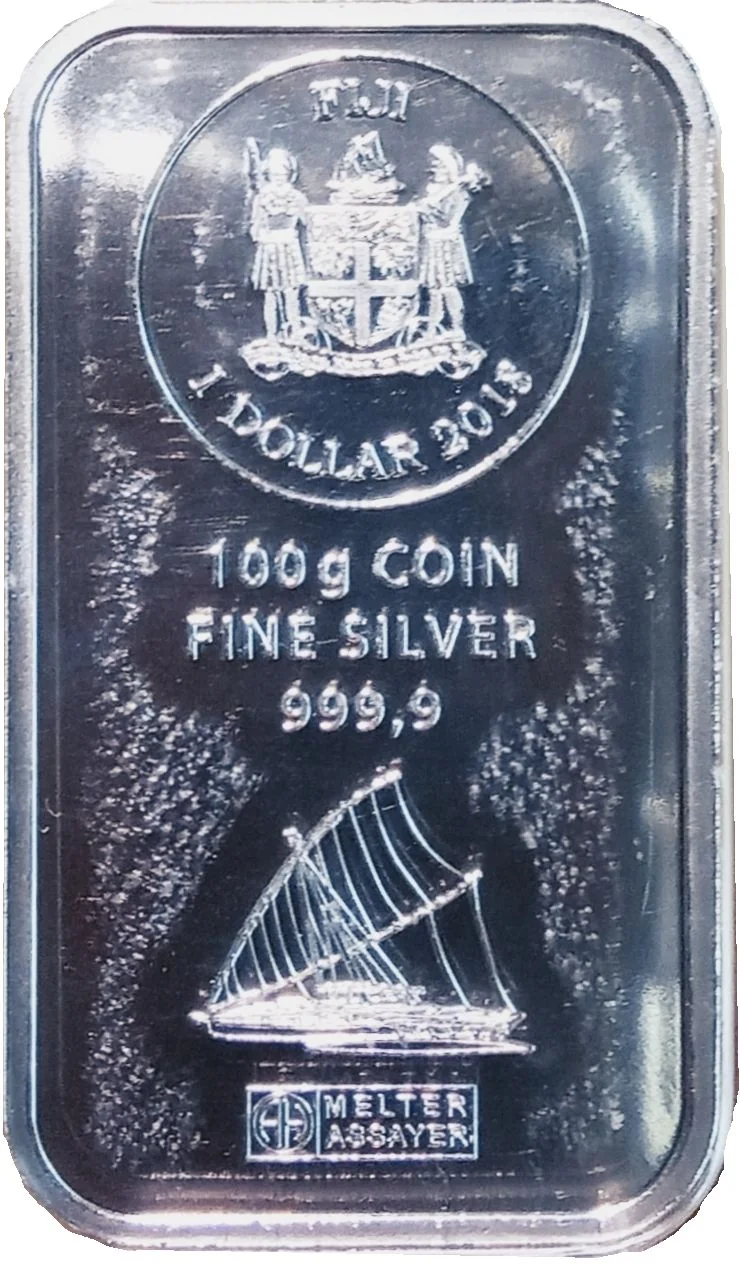 FIJI
1 DOLLAR 2018
100g COIN
FINE SILVER
999,9
MELTER
ASSAYER